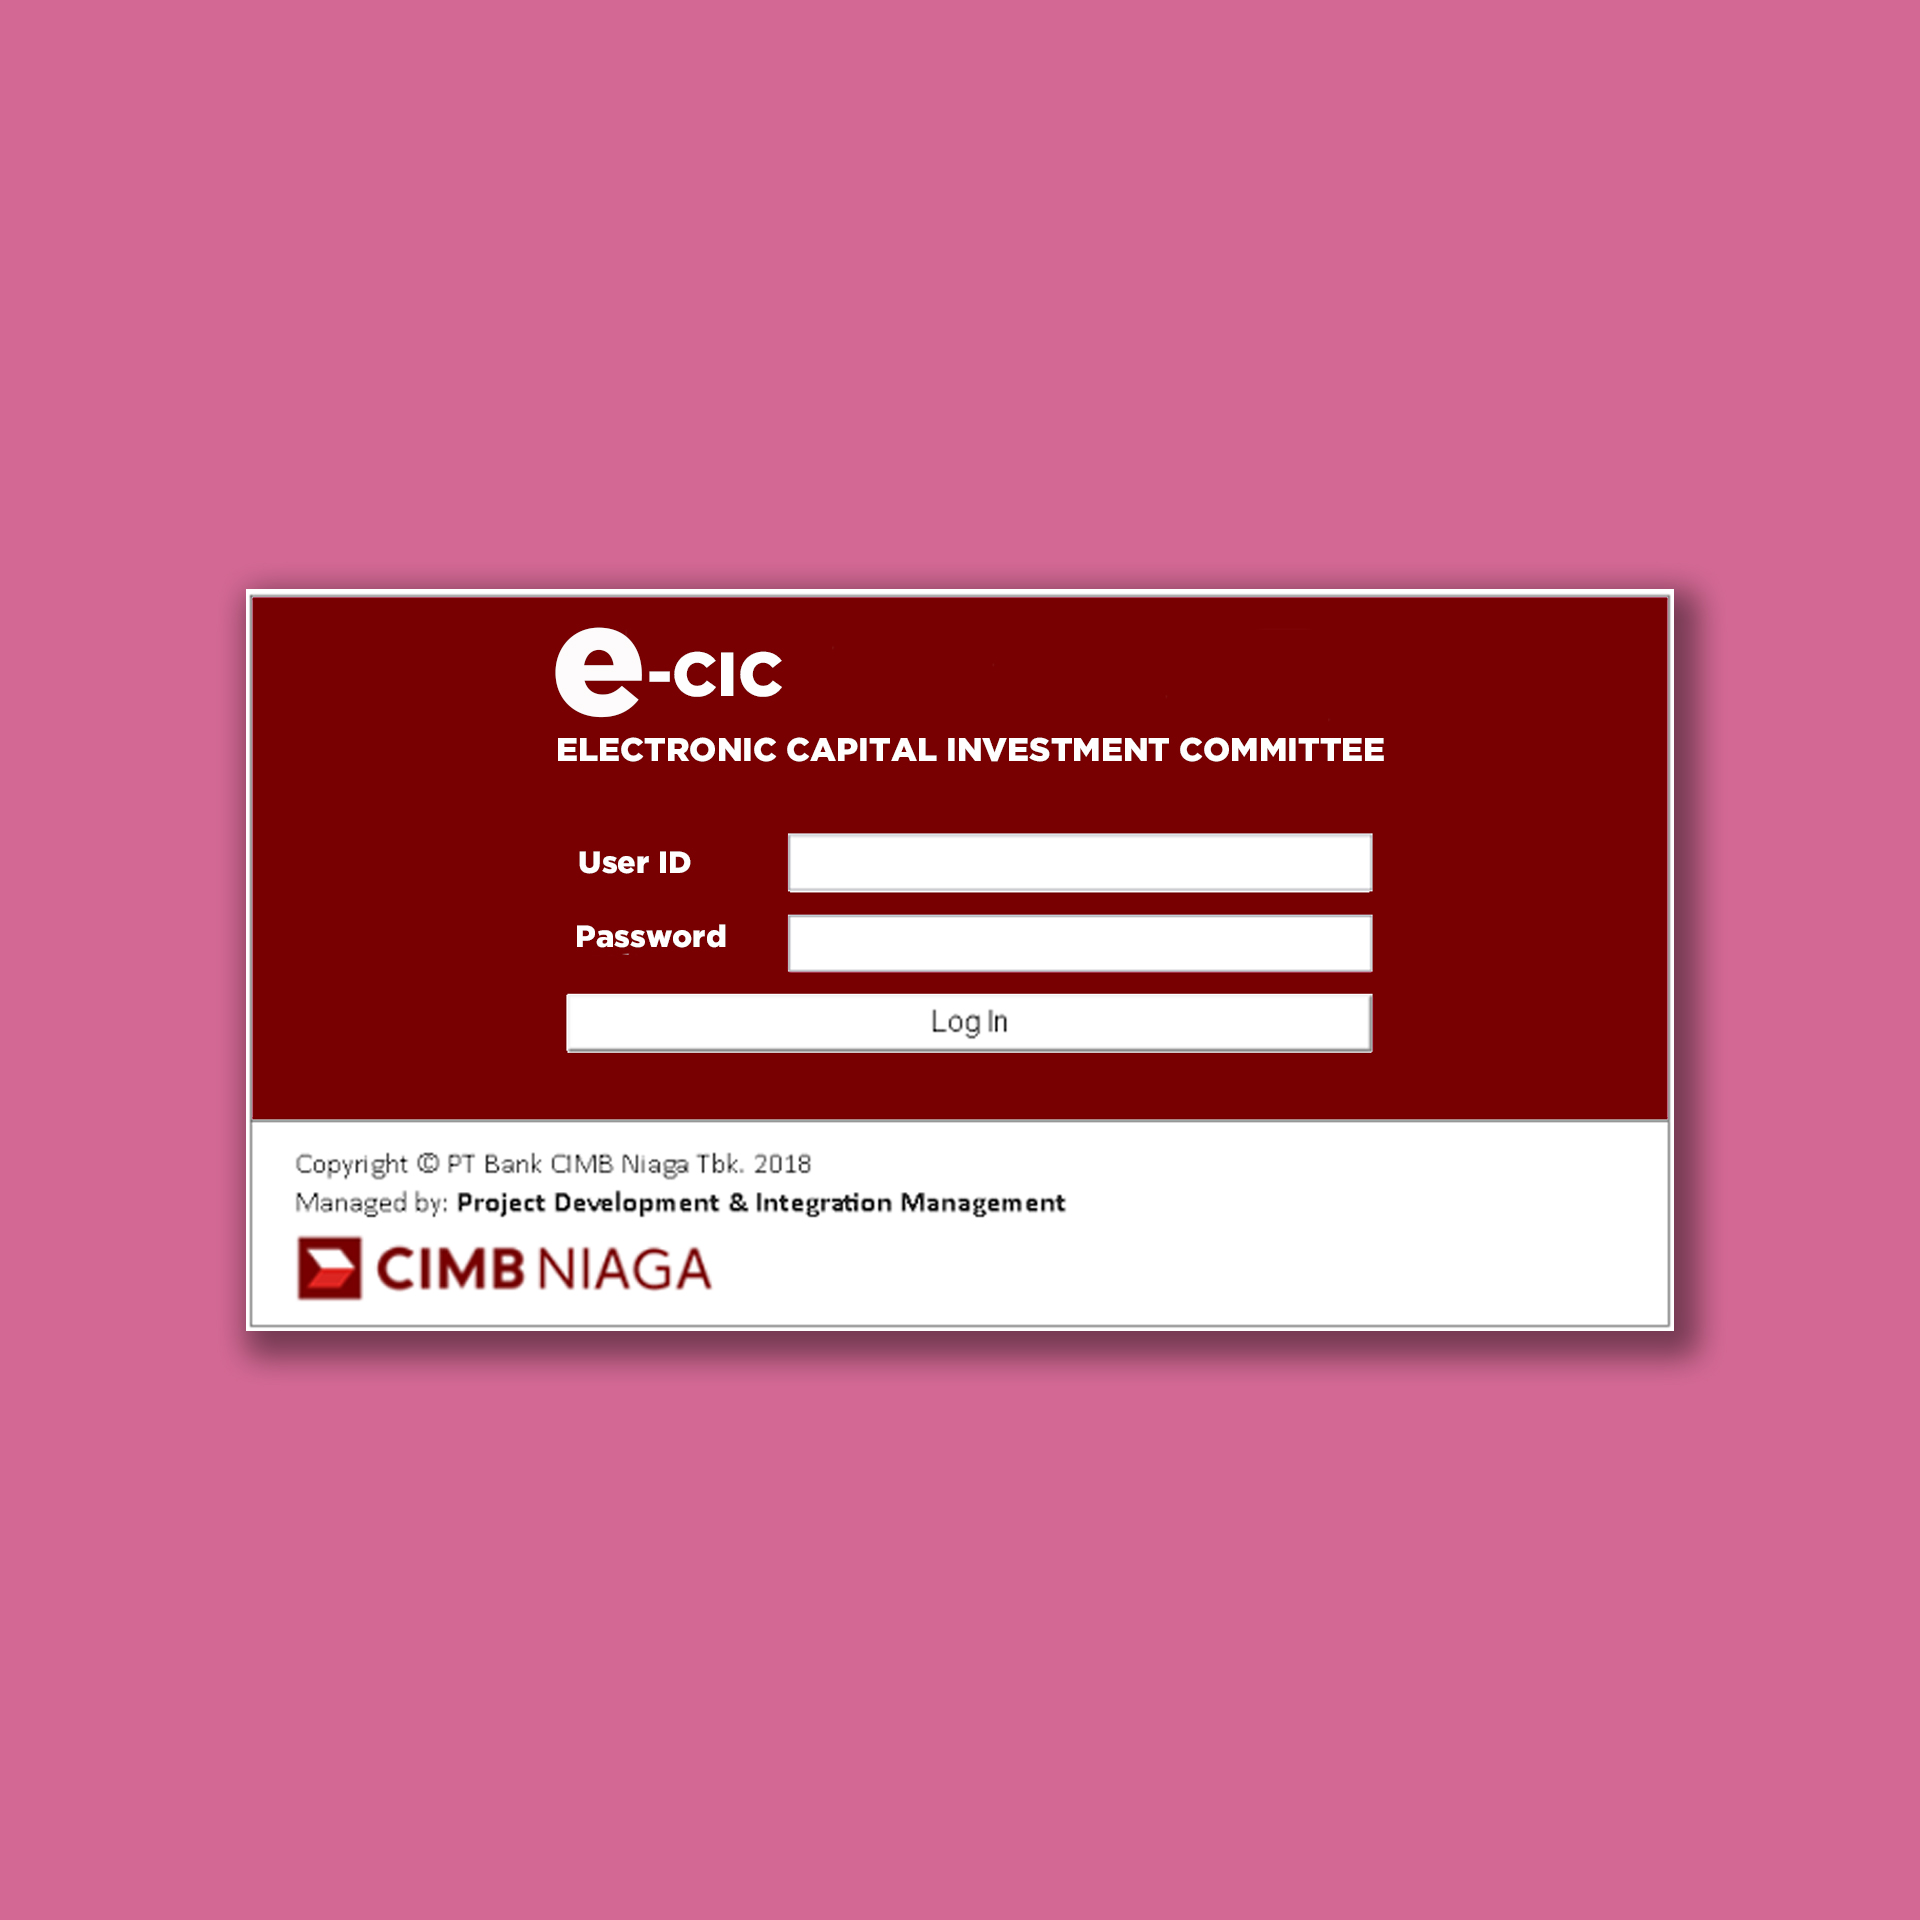 e-CIC
ELECTRONIC CAPITAL INVESTMENT COMMITTEE
User ID
Password
Log In
Copyright © PT Bank CIMB Niaga Tbk. 2018
Managed by: Project Development & Integration Management
CIMB NIAGA